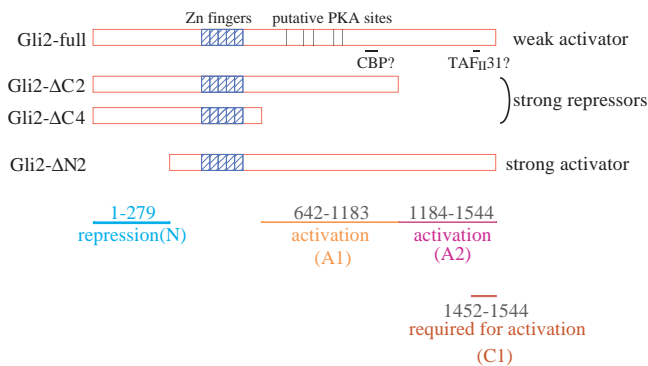 Zn fingers putative PKA sites
Gli2-full weak activator
CBP? TAFII31?
Gli2-ΔC2
strong repressors
Gli2-ΔC4
Gli2-ΔN2 strong activator
1-279 642-1183 1184-1544
repression(N) activation activation
(A1) (A2)
1452-1544
required for activation
(C1)